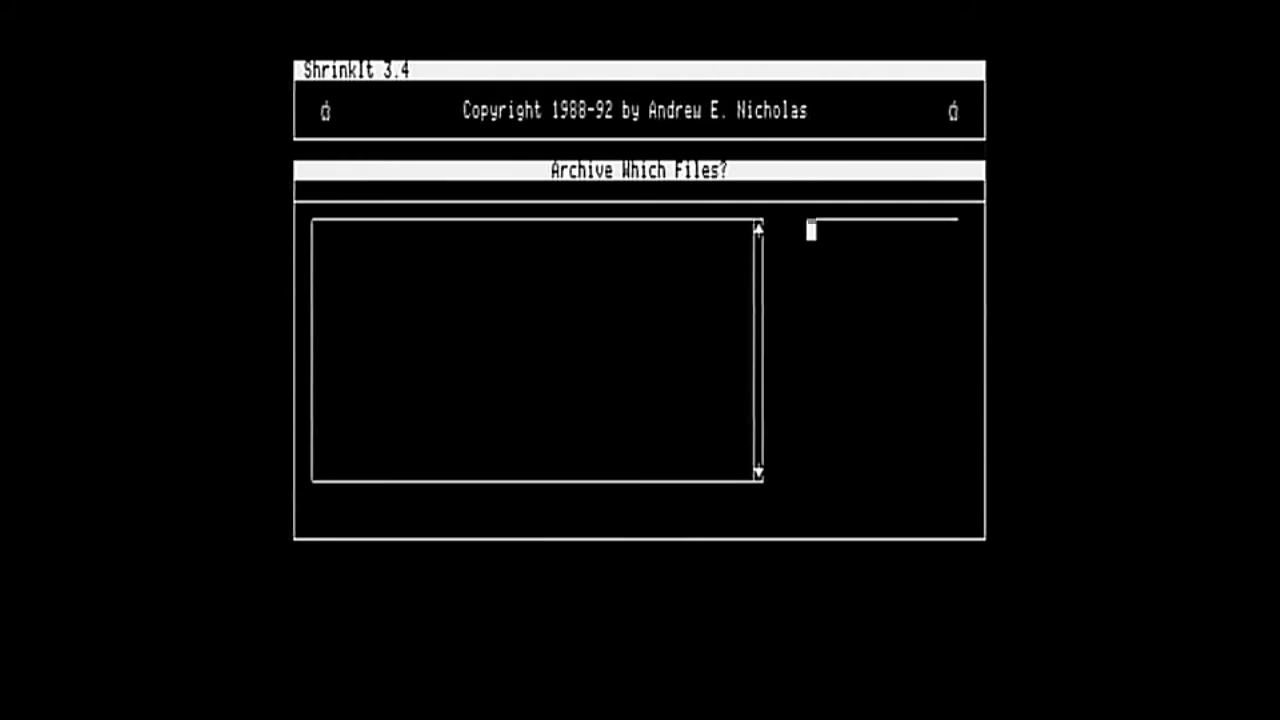 ShrinkIt 3.4
Copyright 1988-92 by Andrew E. Nicholas
Archive Which Files?